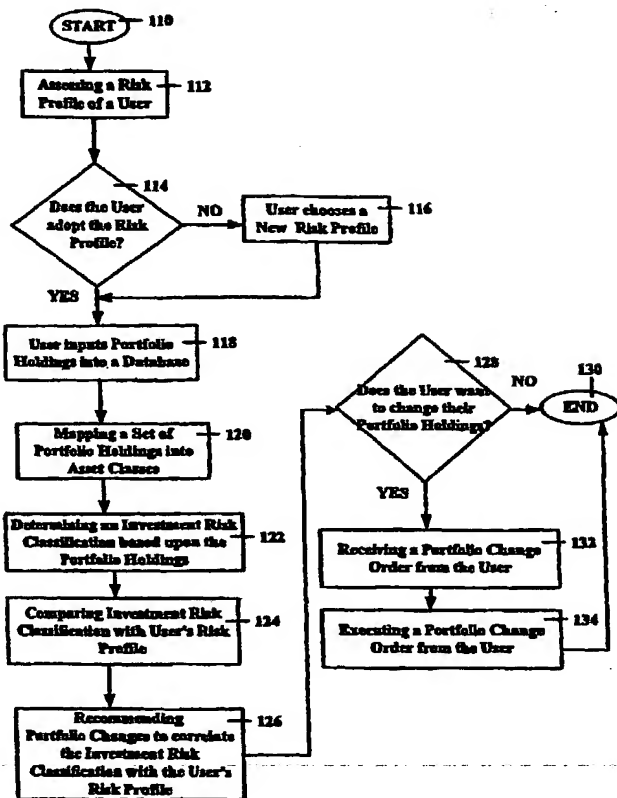 START
110
Assessing a Risk
Profile of a User
112
114
Does the User
adopt the Risk
Profile?
NO
User chooses a
New Risk Profile
116
YES
User inputs Portfolio
Holdings into a Database
118
Mapping a Set of
Portfolio Holdings into
Asset Classes
120
Determining an Investment Risk
Classification based upon the
Portfolio Holdings
122
Comparing Investment Risk
Classification with User's Risk
Profile
124
Recommending
Portfolio Changes to correlate
the Investment Risk
Classification with the User's
Risk Profile
126
128
Does the User want
to change their
Portfolio Holdings?
NO
130
END
YES
Receiving a Portfolio Change
Order from the User
132
Executing a Portfolio Change
Order from the User
134